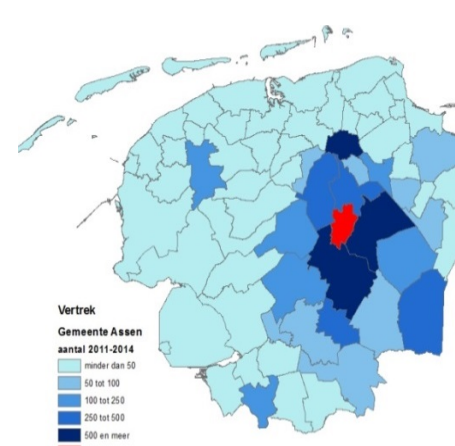 Vertrek
Gemeente Assen
aantal 2011-2014
minder dan 50
50 tot 100
100 tot 250
250 tot 500
500 en meer